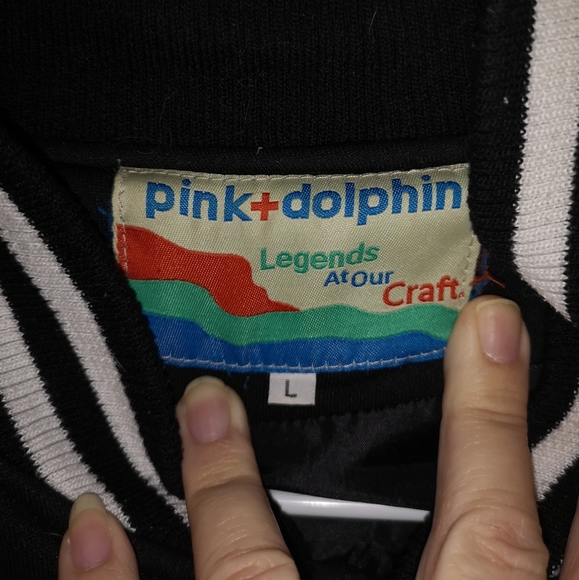 pink+dolphin
Legends
At Our
Craft
L